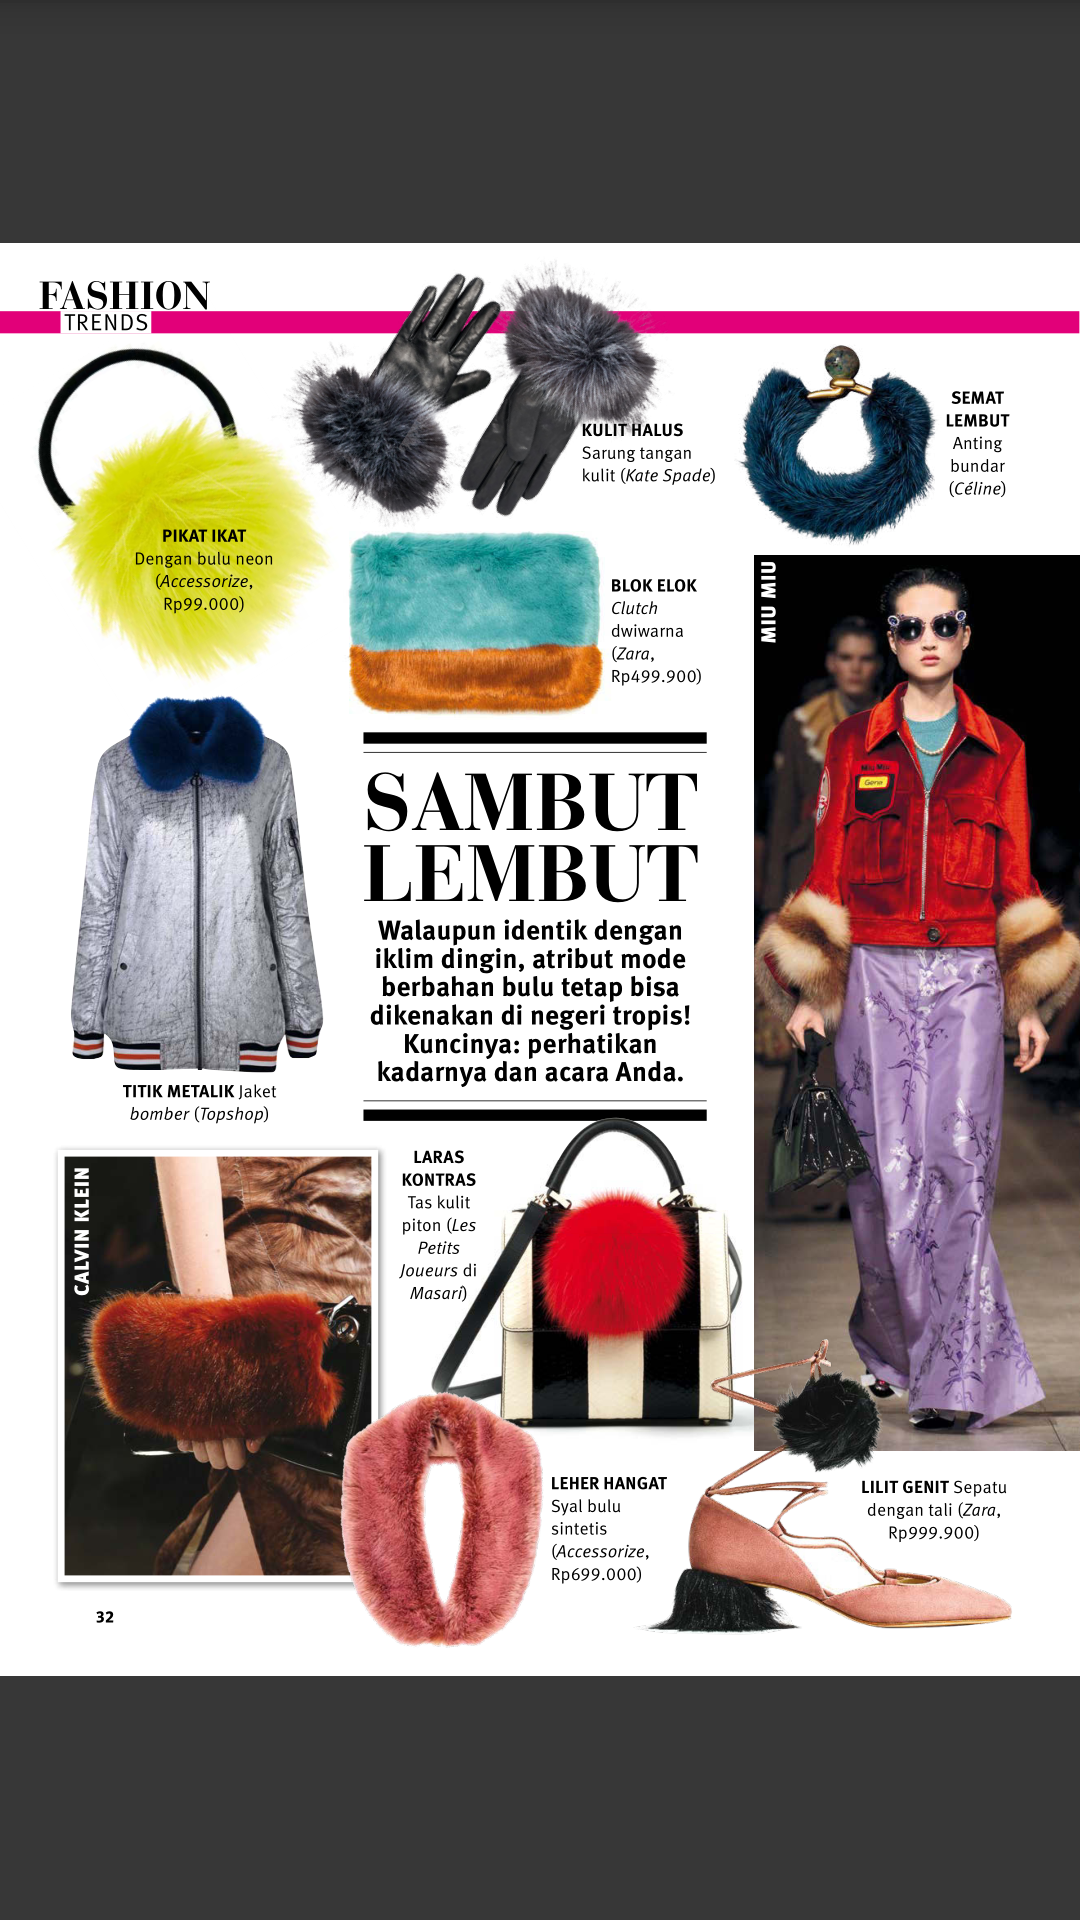 FASHION
TRENDS
KULIT HALUS
Sarung tangan
kulit (Kate Spade)
SEMAT
LEMBUT
Anting
bundar
(Céline)
PIKAT IKAT
Dengan bulu neon
(Accessorize,
Rp99.000)
BLOK ELOK
Clutch
dwiwarna
(Zara,
Rp499.900)
MIU MIU
Miu Miu
Gena
SAMBUT
LEMBUT
Walaupun identik dengan
iklim dingin, atribut mode
berbahan bulu tetap bisa
dikenakan di negeri tropis!
Kuncinya: perhatikan
kadarnya dan acara Anda.
TITIK METALIK Jaket
bomber (Topshop)
CALVIN KLEIN
LARAS
KONTRAS
Tas kulit
piton (Les
Petits
Joueurs di
Masari)
LEHER HANGAT
Syal bulu
sintetis
(Accessorize,
Rp699.000)
LILIT GENIT Sepatu
dengan tali (Zara,
Rp999.900)
32